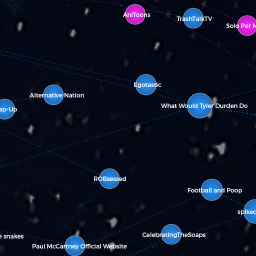 AniToons
TrashTalkTV
Solo Por M
Egotastic
Alternative Nation
What Would Tyler Durden Do
ap-Up
ROBsessed
Football and Poop
spiked
CelebratingTheSoaps
e snakes
Paul McCartney Official Website